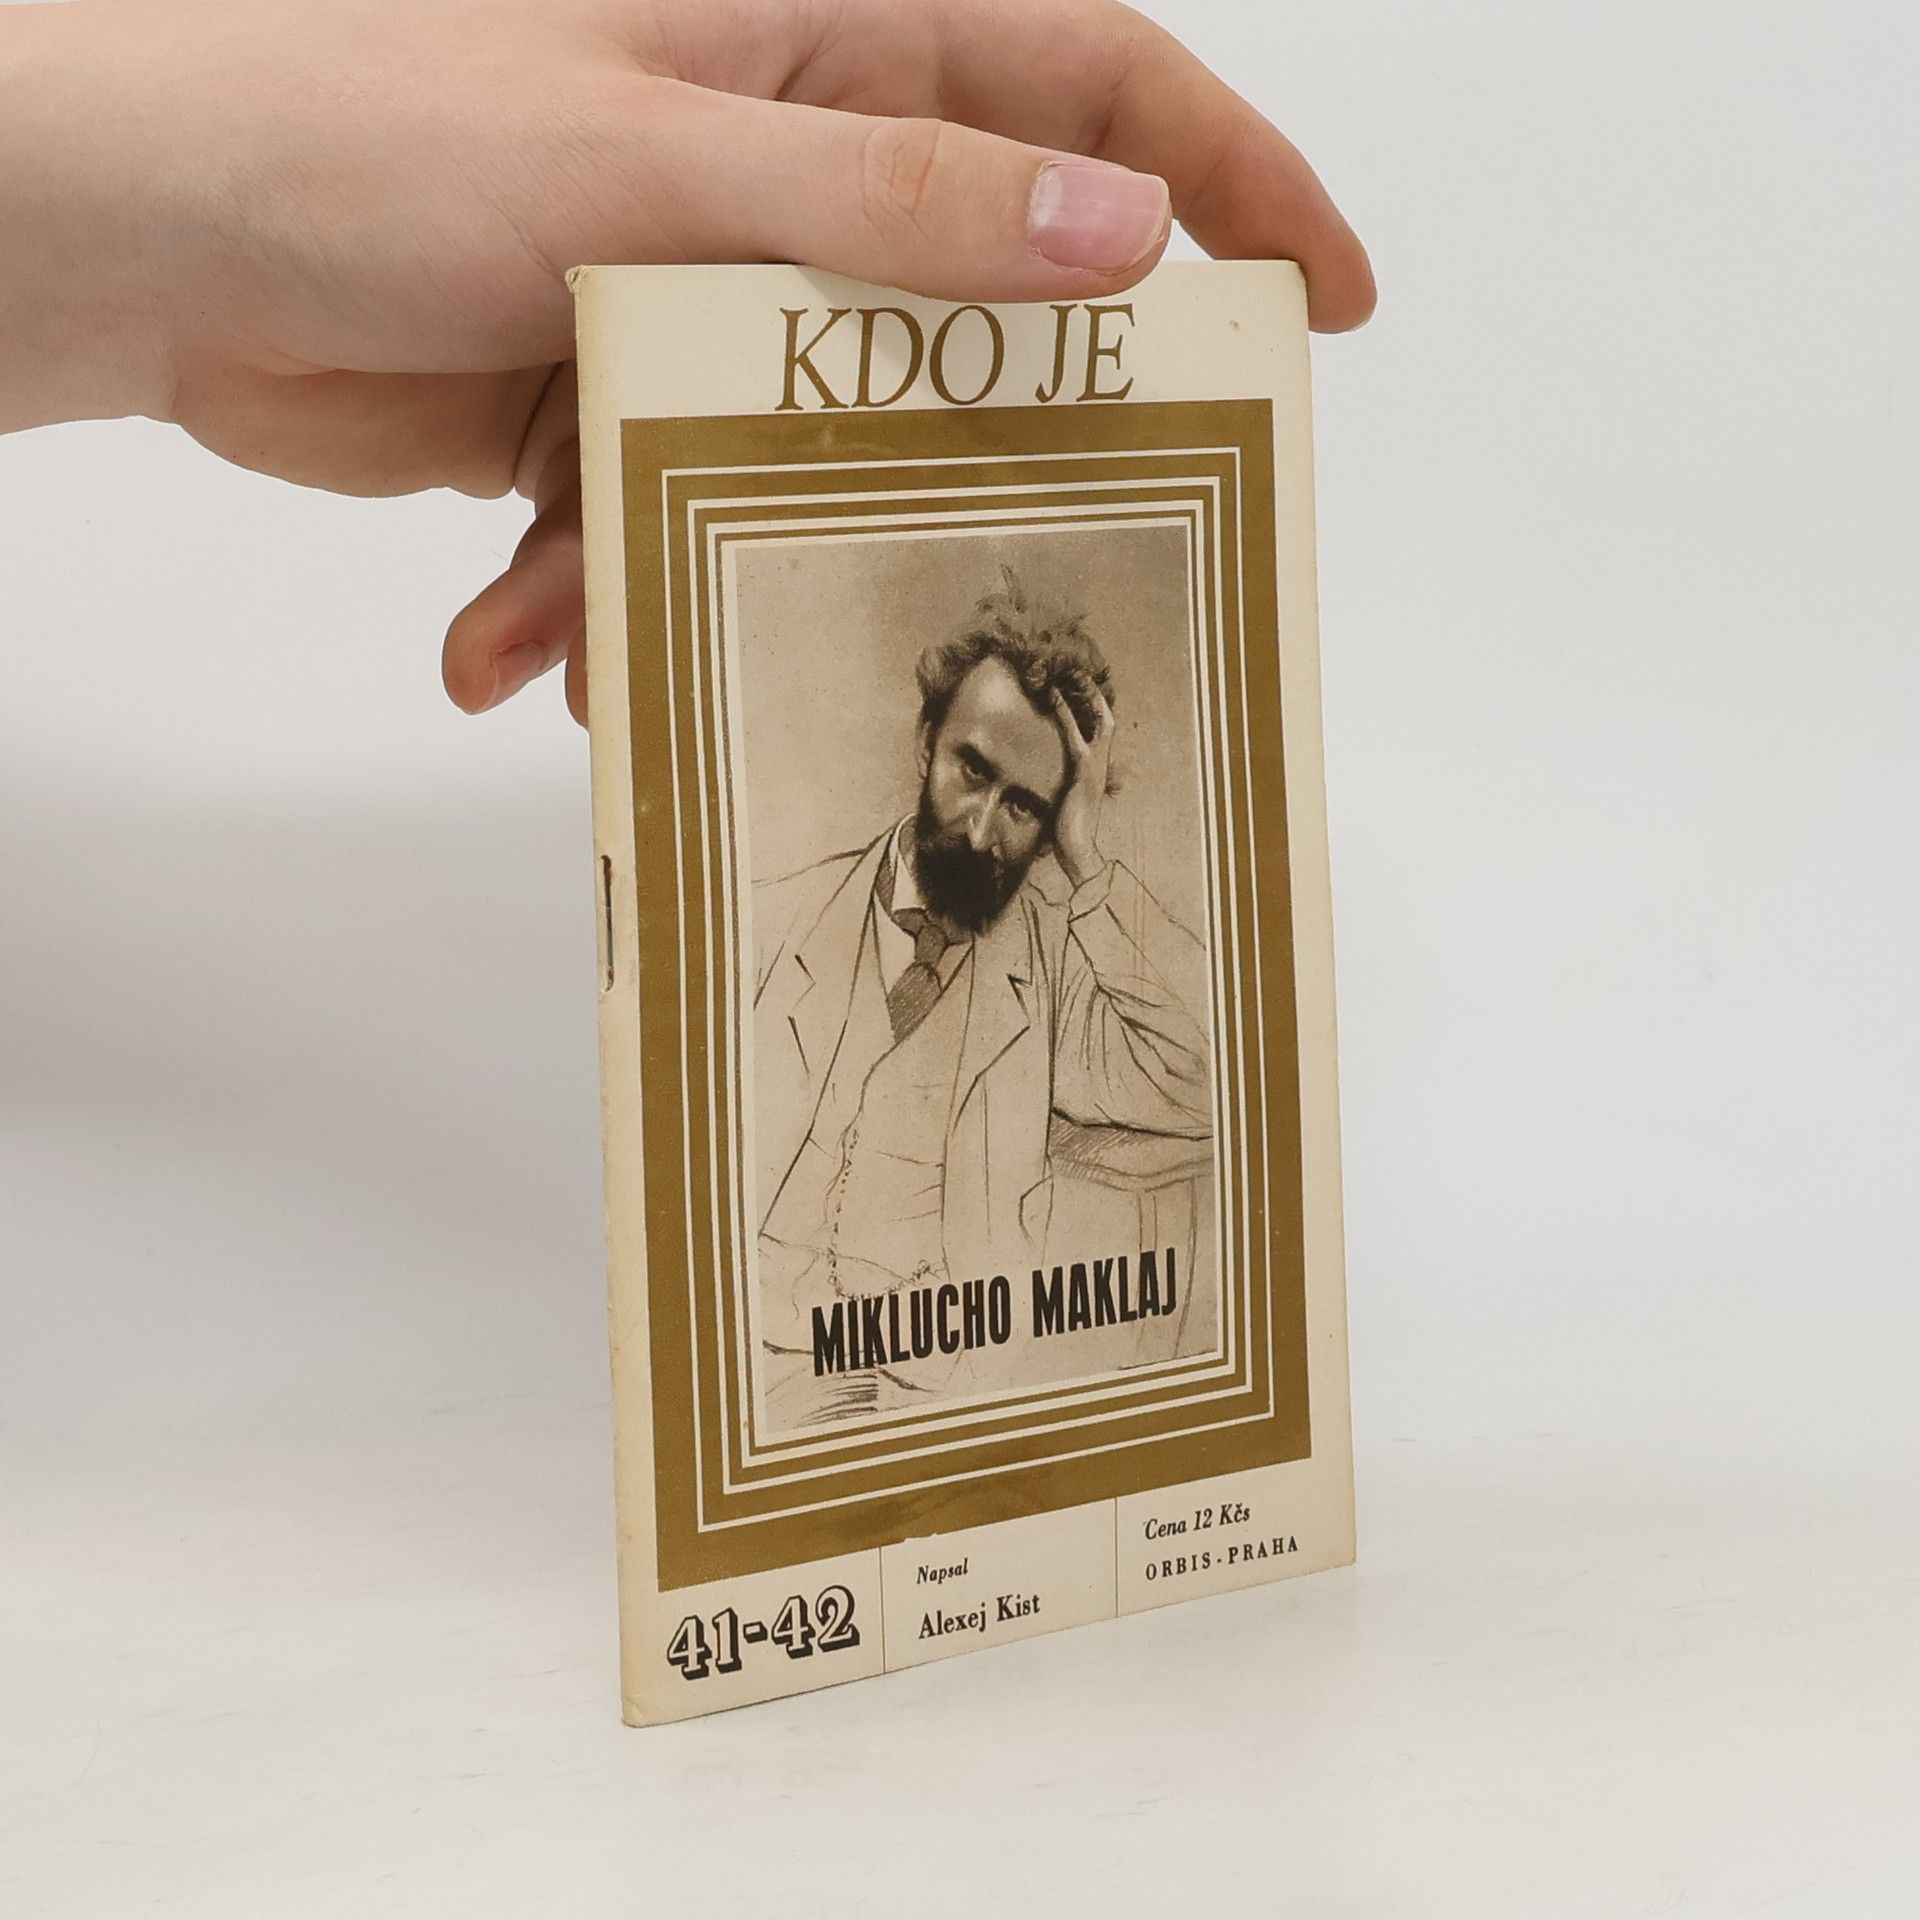 KDO JE
MIKLUCHO MAKLAJ
41-42
Napsal
Alexej Kist
Cena 12 Kčs
ORBIS-PRAHA